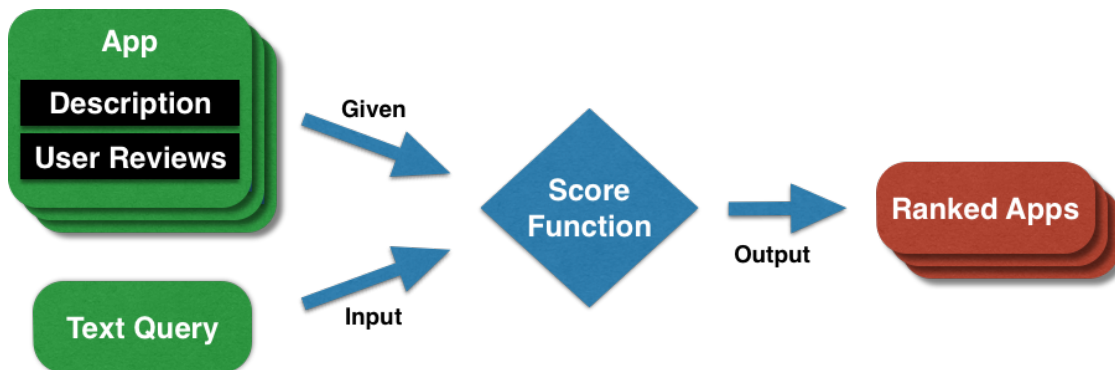 App
Description
User Reviews
Given
Score
Function
Ranked Apps
Output
Input
Text Query